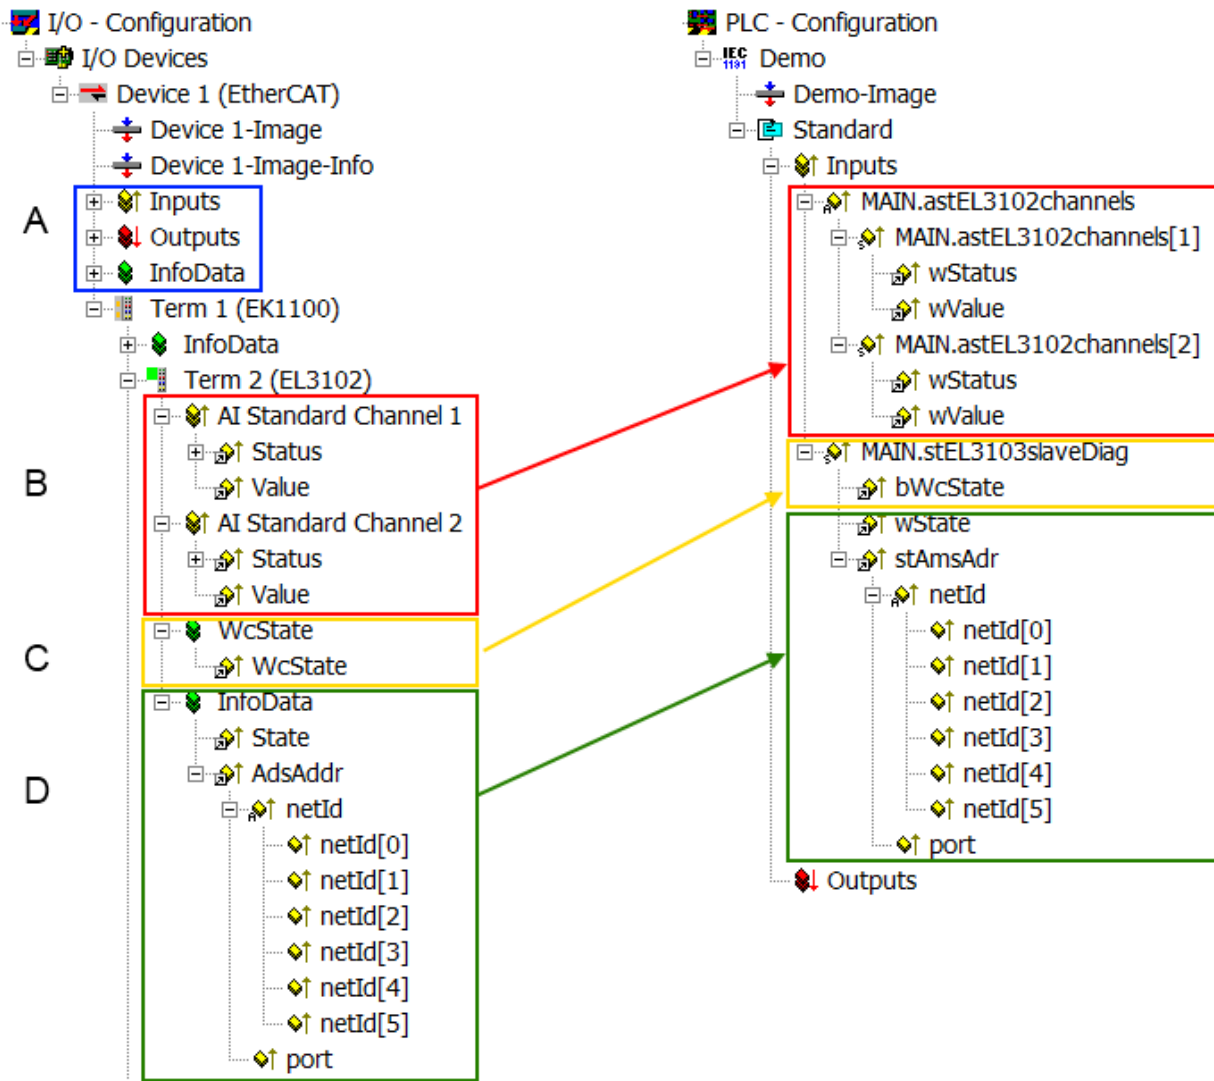 I/O - Configuration
I/O Devices
Device 1 (EtherCAT)
Device 1-Image
Device 1-Image-Info
A
Inputs
Outputs
InfoData
Term 1 (EK1100)
InfoData
Term 2 (EL3102)
B
AI Standard Channel 1
Status
Value
AI Standard Channel 2
Status
Value
C
WcState
WcState
D
InfoData
State
AdsAddr
netId
netId[0]
netId[1]
netId[2]
netId[3]
netId[4]
netId[5]
port
PLC - Configuration
IEC
1131
Demo
Demo-Image
Standard
Inputs
MAIN.astEL3102channels
MAIN.astEL3102channels[1]
wStatus
wValue
MAIN.astEL3102channels[2]
wStatus
wValue
MAIN.stEL3103slaveDiag
bWcState
wState
stAmsAdr
netId
netId[0]
netId[1]
netId[2]
netId[3]
netId[4]
netId[5]
port
Outputs